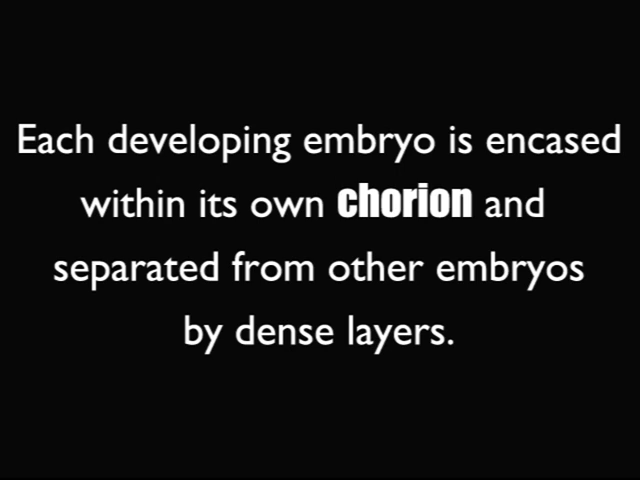 Each developing embryo is encased
within its own chorion and
separated from other embryos
by dense layers.